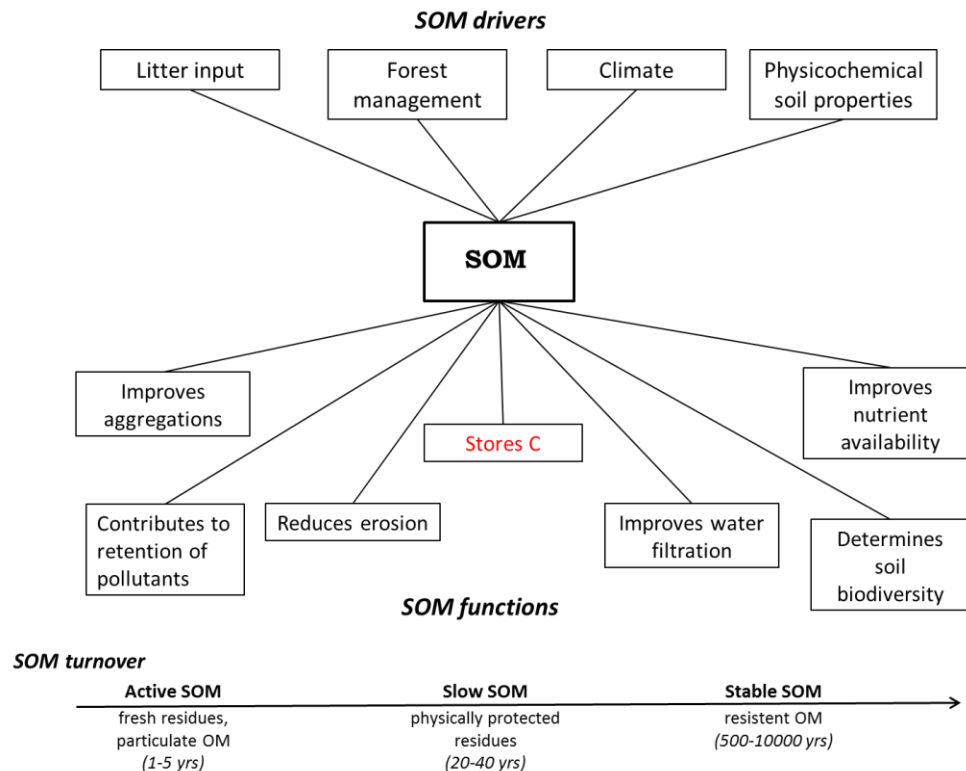 SOM drivers
Litter input
Forest
management
Climate
Physicochemical
soil properties
SOM
Improves
aggregations
Stores C
Improves
nutrient
availability
Contributes to
retention of
pollutants
Reduces erosion
Improves water
filtration
Determines
soil
biodiversity
SOM functions
SOM turnover
Active SOM
fresh residues,
particulate OM
(1-5 yrs)
Slow SOM
physically protected
residues
(20-40 yrs)
Stable SOM
resistent OM
(500-10000 yrs)